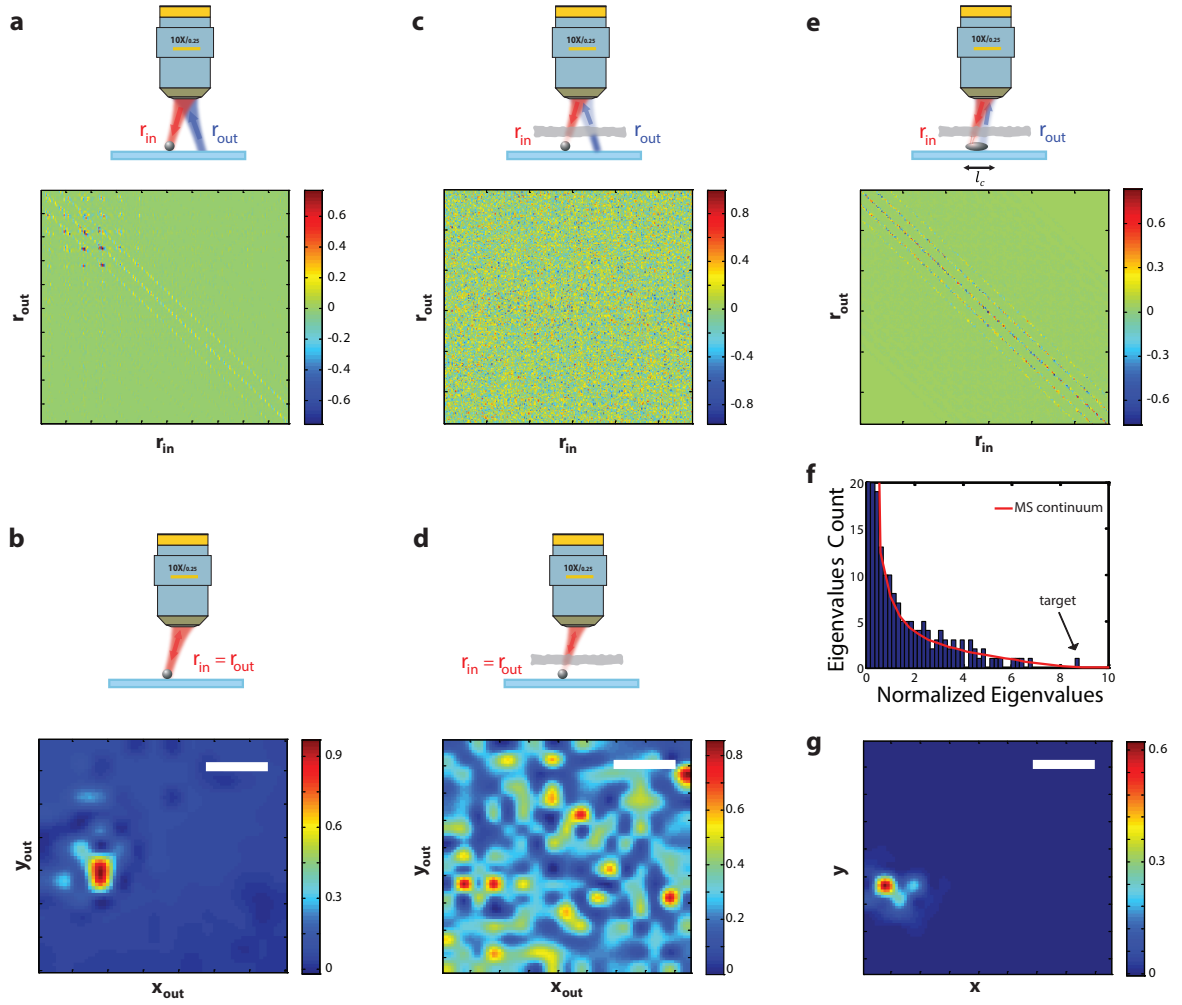 a
10X/0.25
r_in
r_out
0.6
0.4
0.2
0
-0.2
-0.4
-0.6
r_out
r_in
c
10X/0.25
r_in
r_out
0.8
0.4
0
-0.4
-0.8
r_out
r_in
e
10X/0.25
r_in
r_out
l_c
0.6
0.3
0
-0.3
-0.6
r_out
r_in
b
10X/0.25
r_in = r_out
0.9
0.6
0.3
0
y_out
x_out
d
10X/0.25
r_in = r_out
0.8
0.6
0.4
0.2
0
y_out
x_out
f
20
15
10
5
0
Eigenvalues Count
MS continuum
target
0 2 4 6 8 10
Normalized Eigenvalues
g
0.6
0.3
0
y
x